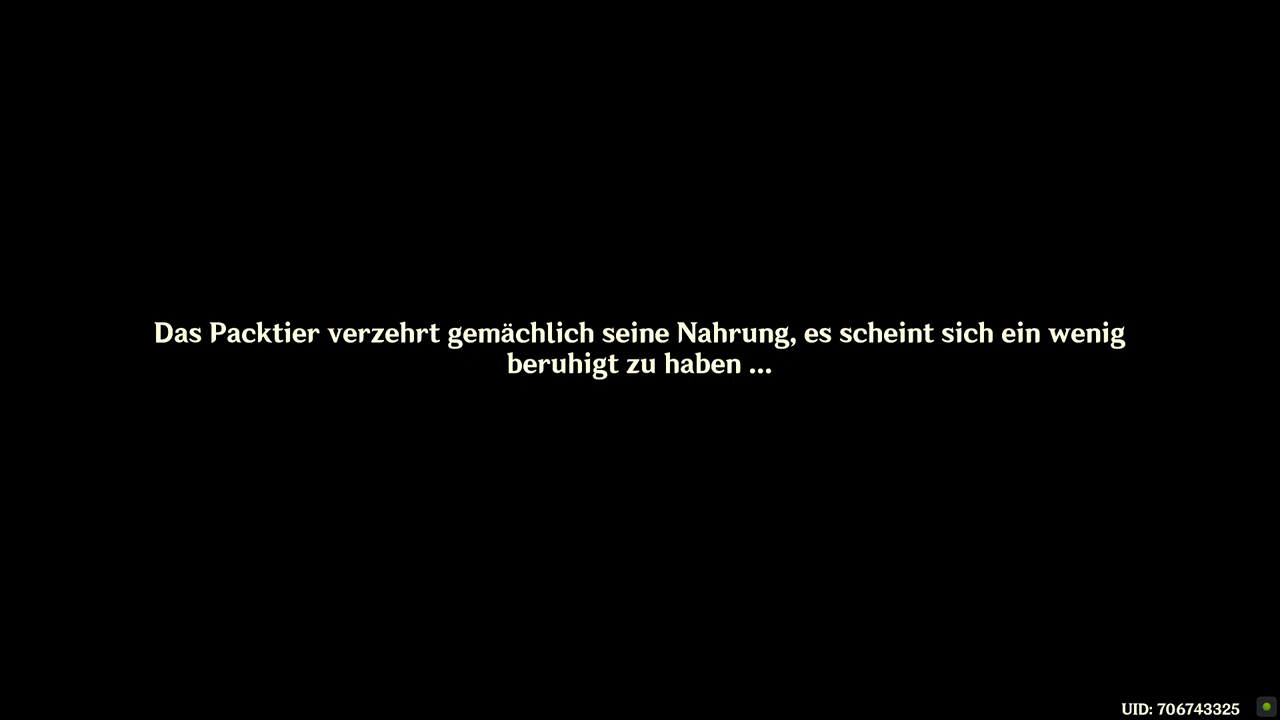 Das Packtier verzehrt gemächlich seine Nahrung, es scheint sich ein wenig
beruhigt zu haben ...
UID: 706743325